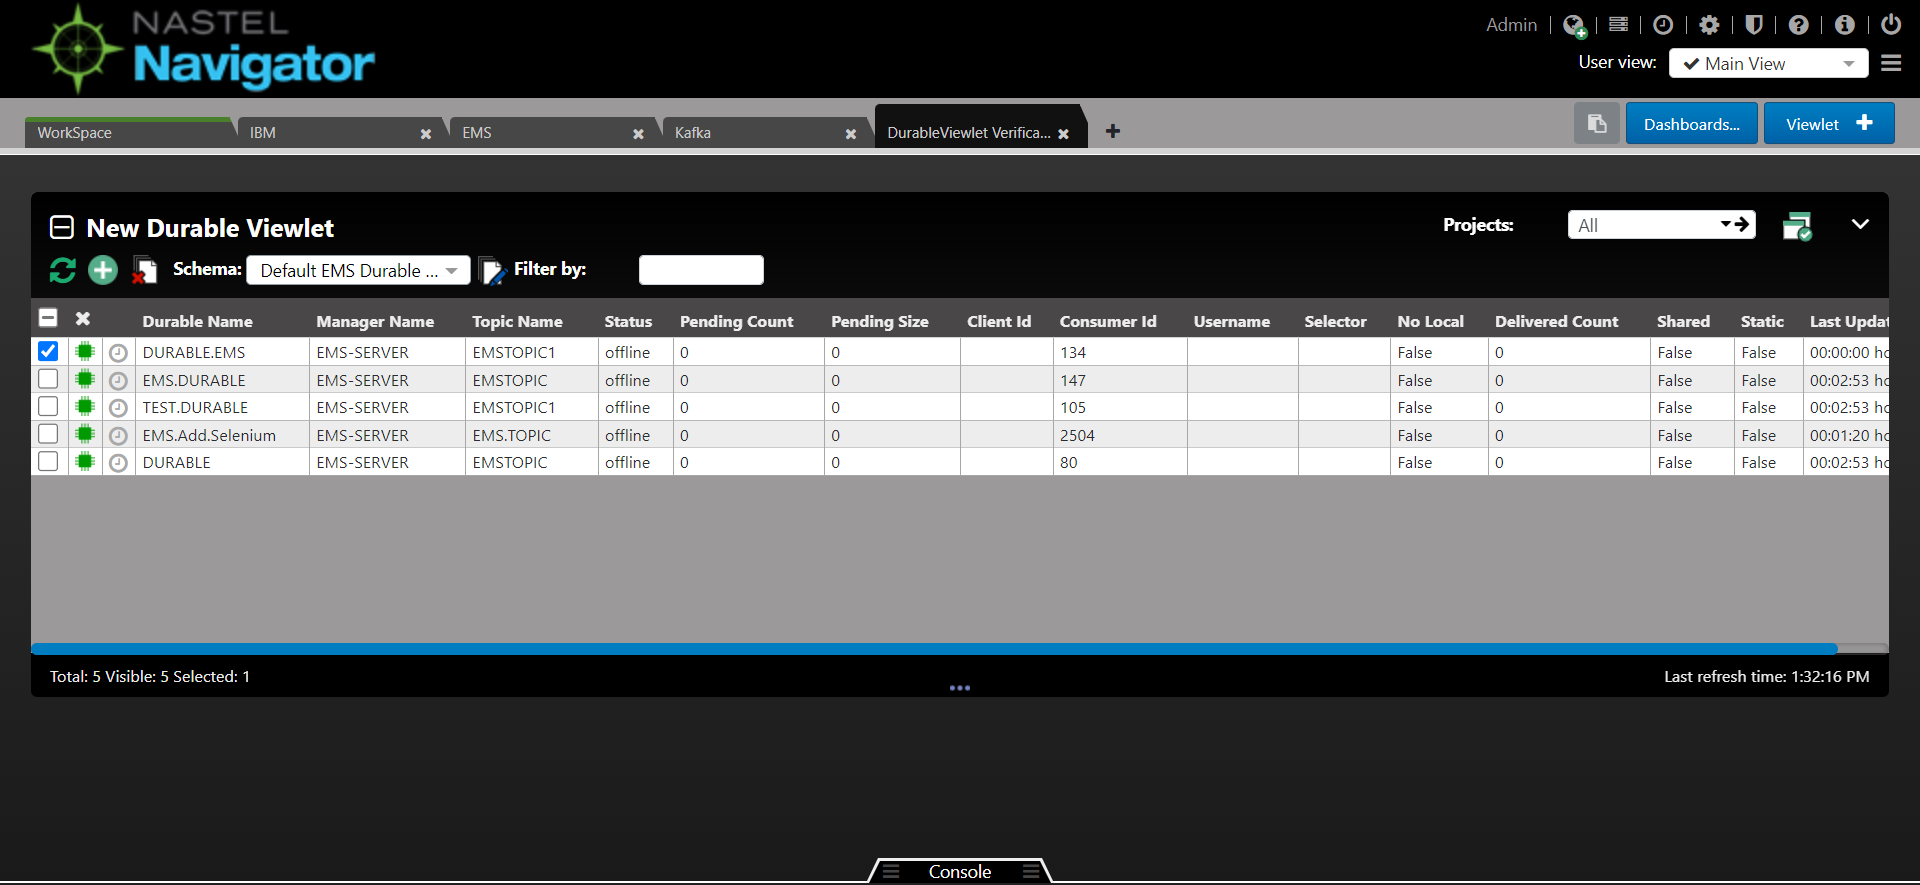 NASTEL
Navigator
Admin
User view: Main View
WorkSpace IBM EMS Kafka DurableViewlet Verifica...
Dashboards... Viewlet
New Durable Viewlet
Projects: All
Schema: Default EMS Durable ... Filter by:
Durable Name Manager Name Topic Name Status Pending Count Pending Size Client Id Consumer Id Username Selector No Local Delivered Count Shared Static Last Updat
DURABLE.EMS EMS-SERVER EMSTOPIC1 offline 0 0 134 False 0 False False 00:00:00 hc
EMS.DURABLE EMS-SERVER EMSTOPIC offline 0 0 147 False 0 False False 00:02:53 hc
TEST.DURABLE EMS-SERVER EMSTOPIC1 offline 0 0 105 False 0 False False 00:02:53 hc
EMS.Add.Selenium EMS-SERVER EMS.TOPIC offline 0 0 2504 False 0 False False 00:01:20 hc
DURABLE EMS-SERVER EMSTOPIC offline 0 0 80 False 0 False False 00:02:53 hc
Total: 5 Visible: 5 Selected: 1
Last refresh time: 1:32:16 PM
Console